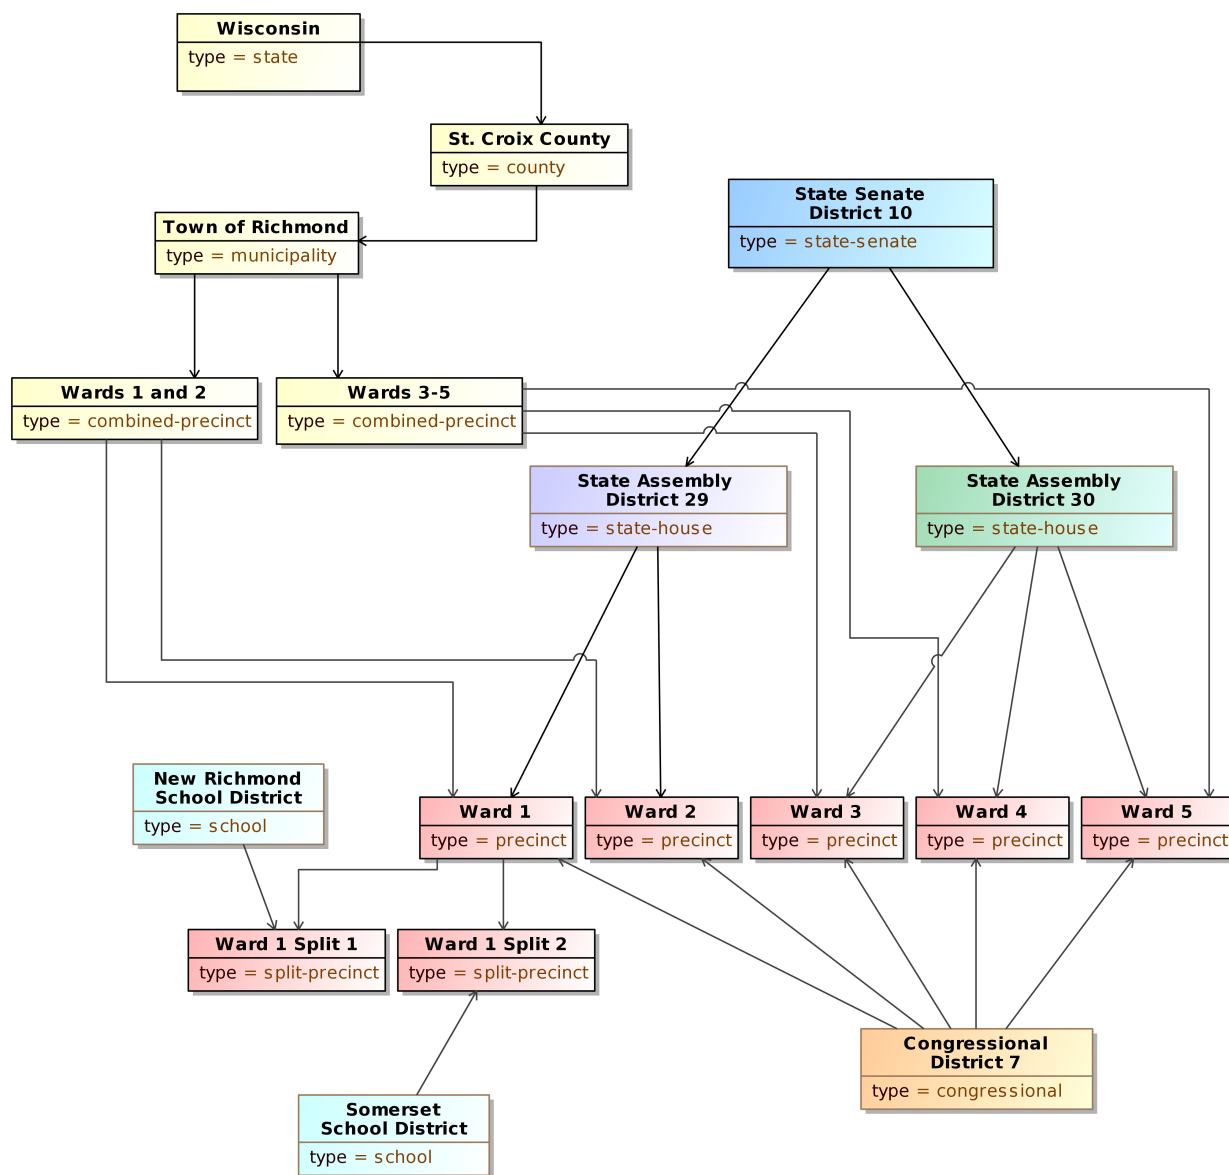 Wisconsin
type = state
St. Croix County
type = county
State Senate
District 10
type = state-senate
Town of Richmond
type = municipality
Wards 1 and 2
type = combined-precinct
Wards 3-5
type = combined-precinct
State Assembly
District 29
type = state-house
State Assembly
District 30
type = state-house
New Richmond
School District
type = school
Ward 1
type = precinct
Ward 2
type = precinct
Ward 3
type = precinct
Ward 4
type = precinct
Ward 5
type = precinct
Ward 1 Split 1
type = split-precinct
Ward 1 Split 2
type = split-precinct
Congressional
District 7
type = congressional
Somerset
School District
type = school